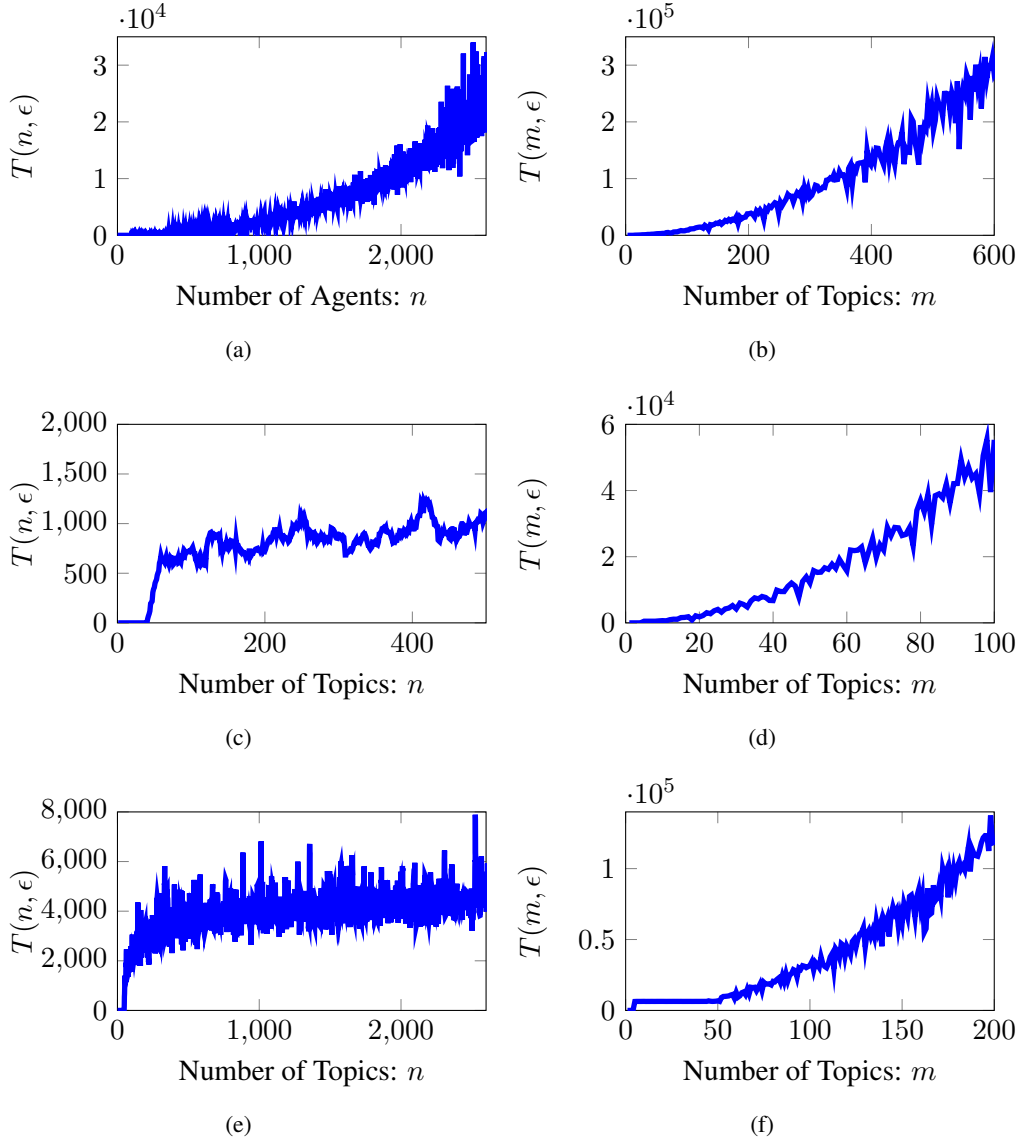 ·10^4
3
2
1
0
0 1,000 2,000
T(n, ϵ)
Number of Agents: n
(a)
·10^5
3
2
1
0
200 400 600
T(m, ϵ)
Number of Topics: m
(b)
2,000
1,500
1,000
500
0
0 200 400
T(n, ϵ)
Number of Topics: n
(c)
·10^4
6
4
2
0
0 20 40 60 80 100
T(m, ϵ)
Number of Topics: m
(d)
8,000
6,000
4,000
2,000
0
0 1,000 2,000
T(n, ϵ)
Number of Topics: n
(e)
·10^5
1
0.5
0
0 50 100 150 200
T(m, ϵ)
Number of Topics: m
(f)